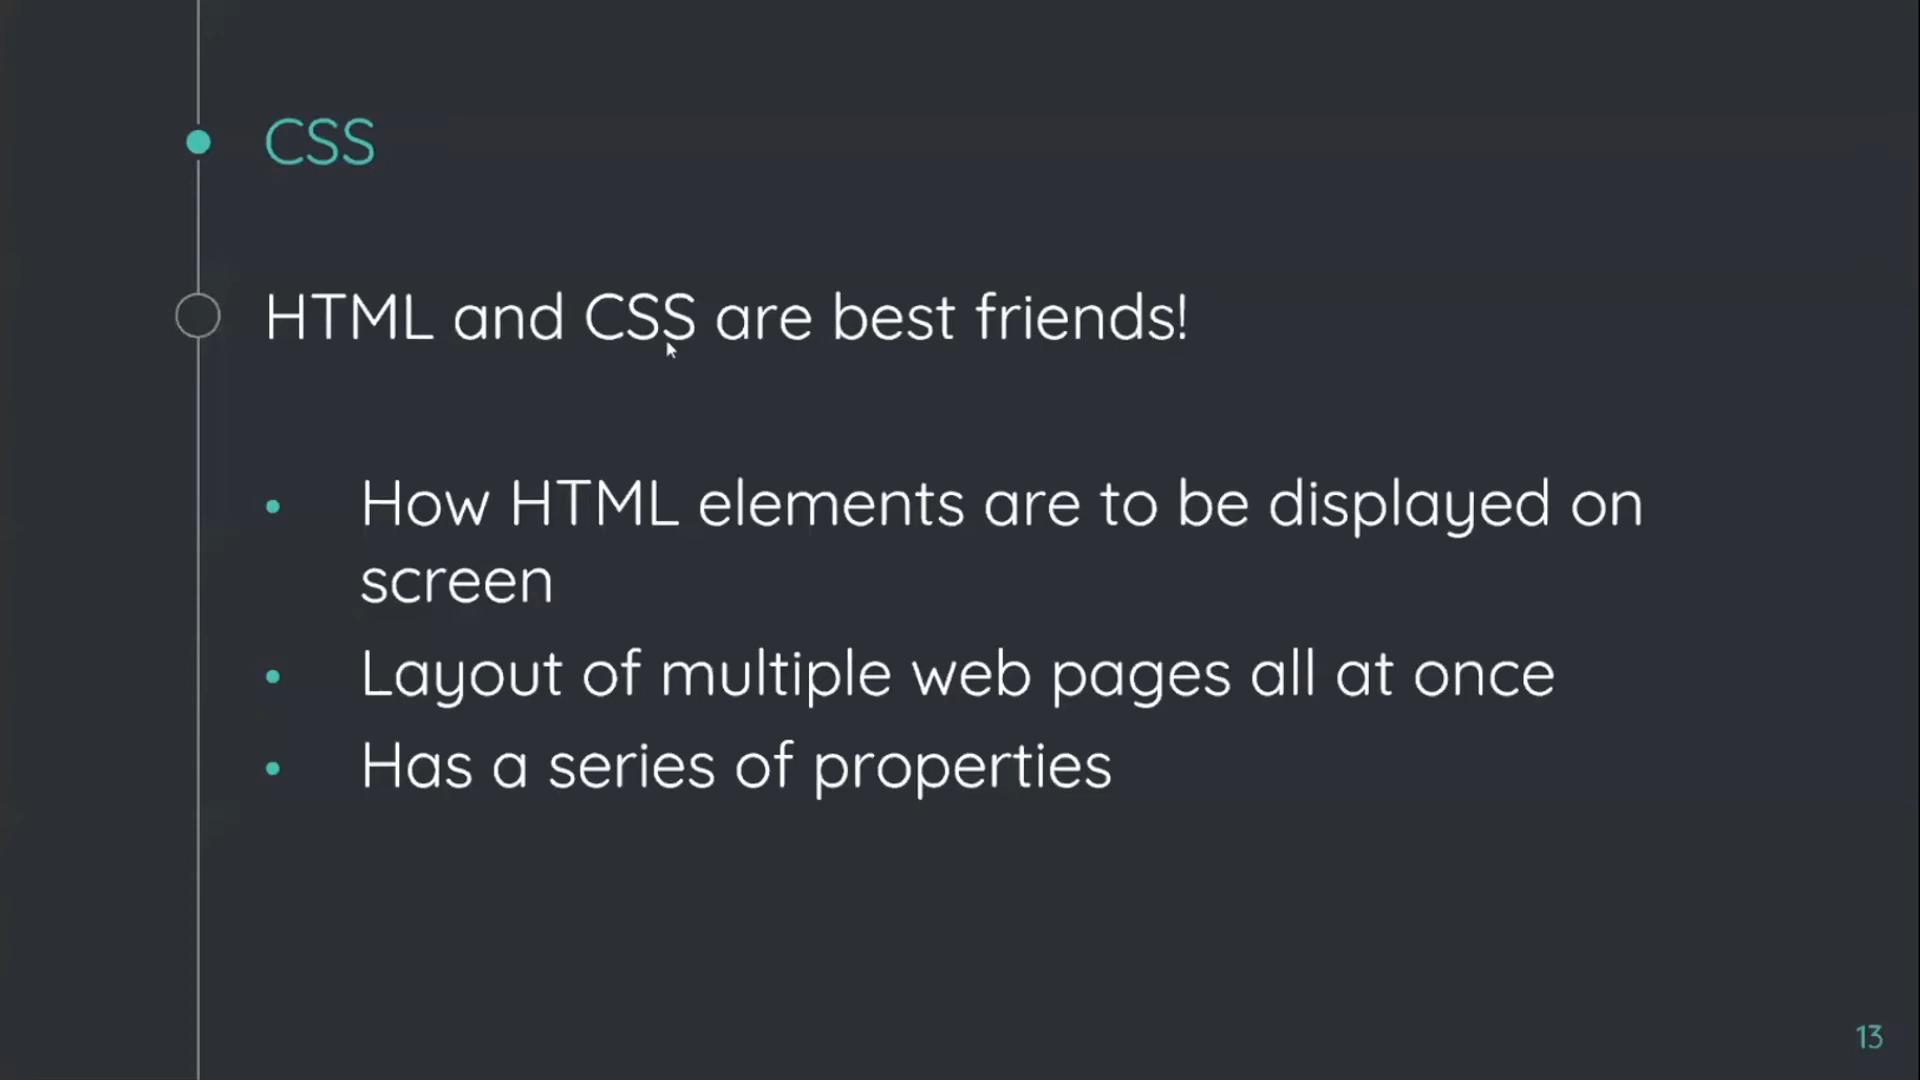 CSS
HTML and CSS are best friends!
• How HTML elements are to be displayed on
screen
• Layout of multiple web pages all at once
• Has a series of properties
13